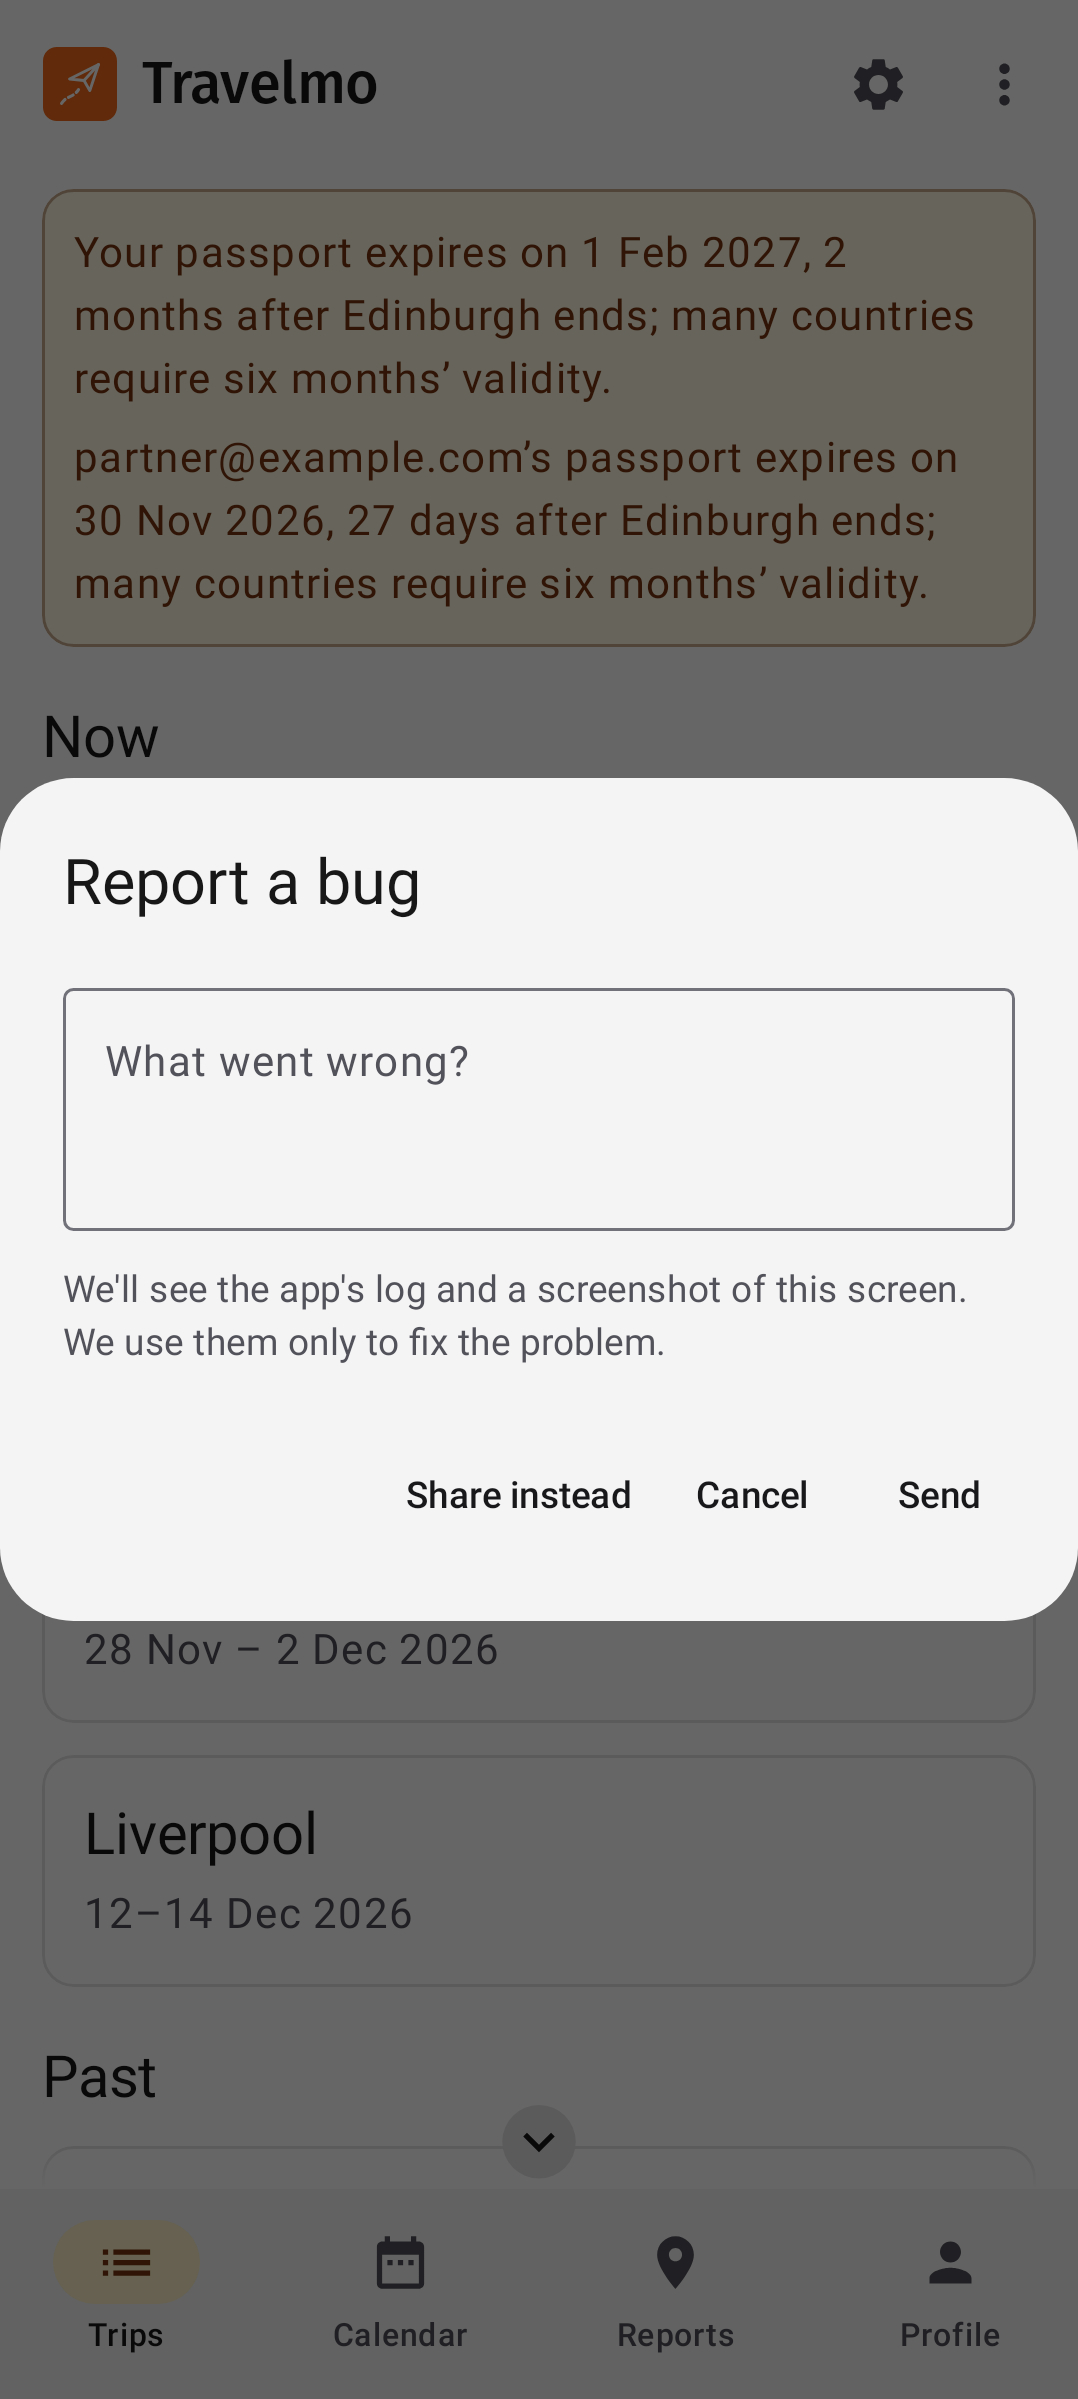 Travelmo
Your passport expires on 1 Feb 2027, 2
months after Edinburgh ends; many countries
require six months’ validity.
partner@example.com’s passport expires on
30 Nov 2026, 27 days after Edinburgh ends;
many countries require six months’ validity.
Now
Report a bug
What went wrong?
We'll see the app's log and a screenshot of this screen.
We use them only to fix the problem.
Share instead Cancel Send
28 Nov – 2 Dec 2026
Liverpool
12–14 Dec 2026
Past
Trips Calendar Reports Profile